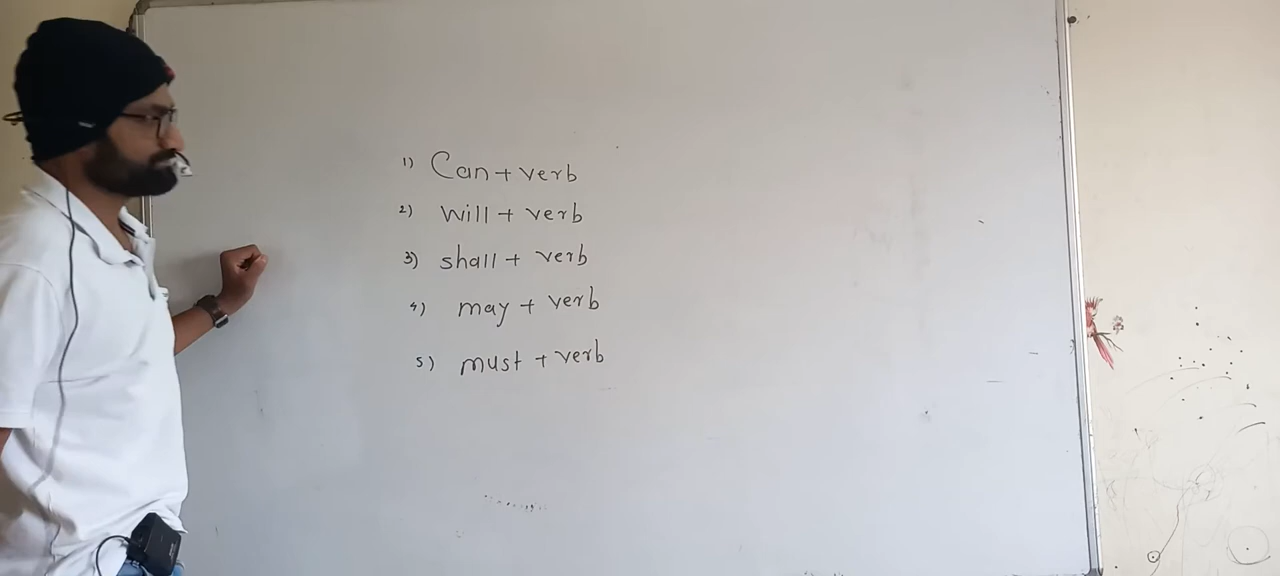 1) Can + verb
2) will + verb
3) shall + verb
4) may + verb
5) must + verb